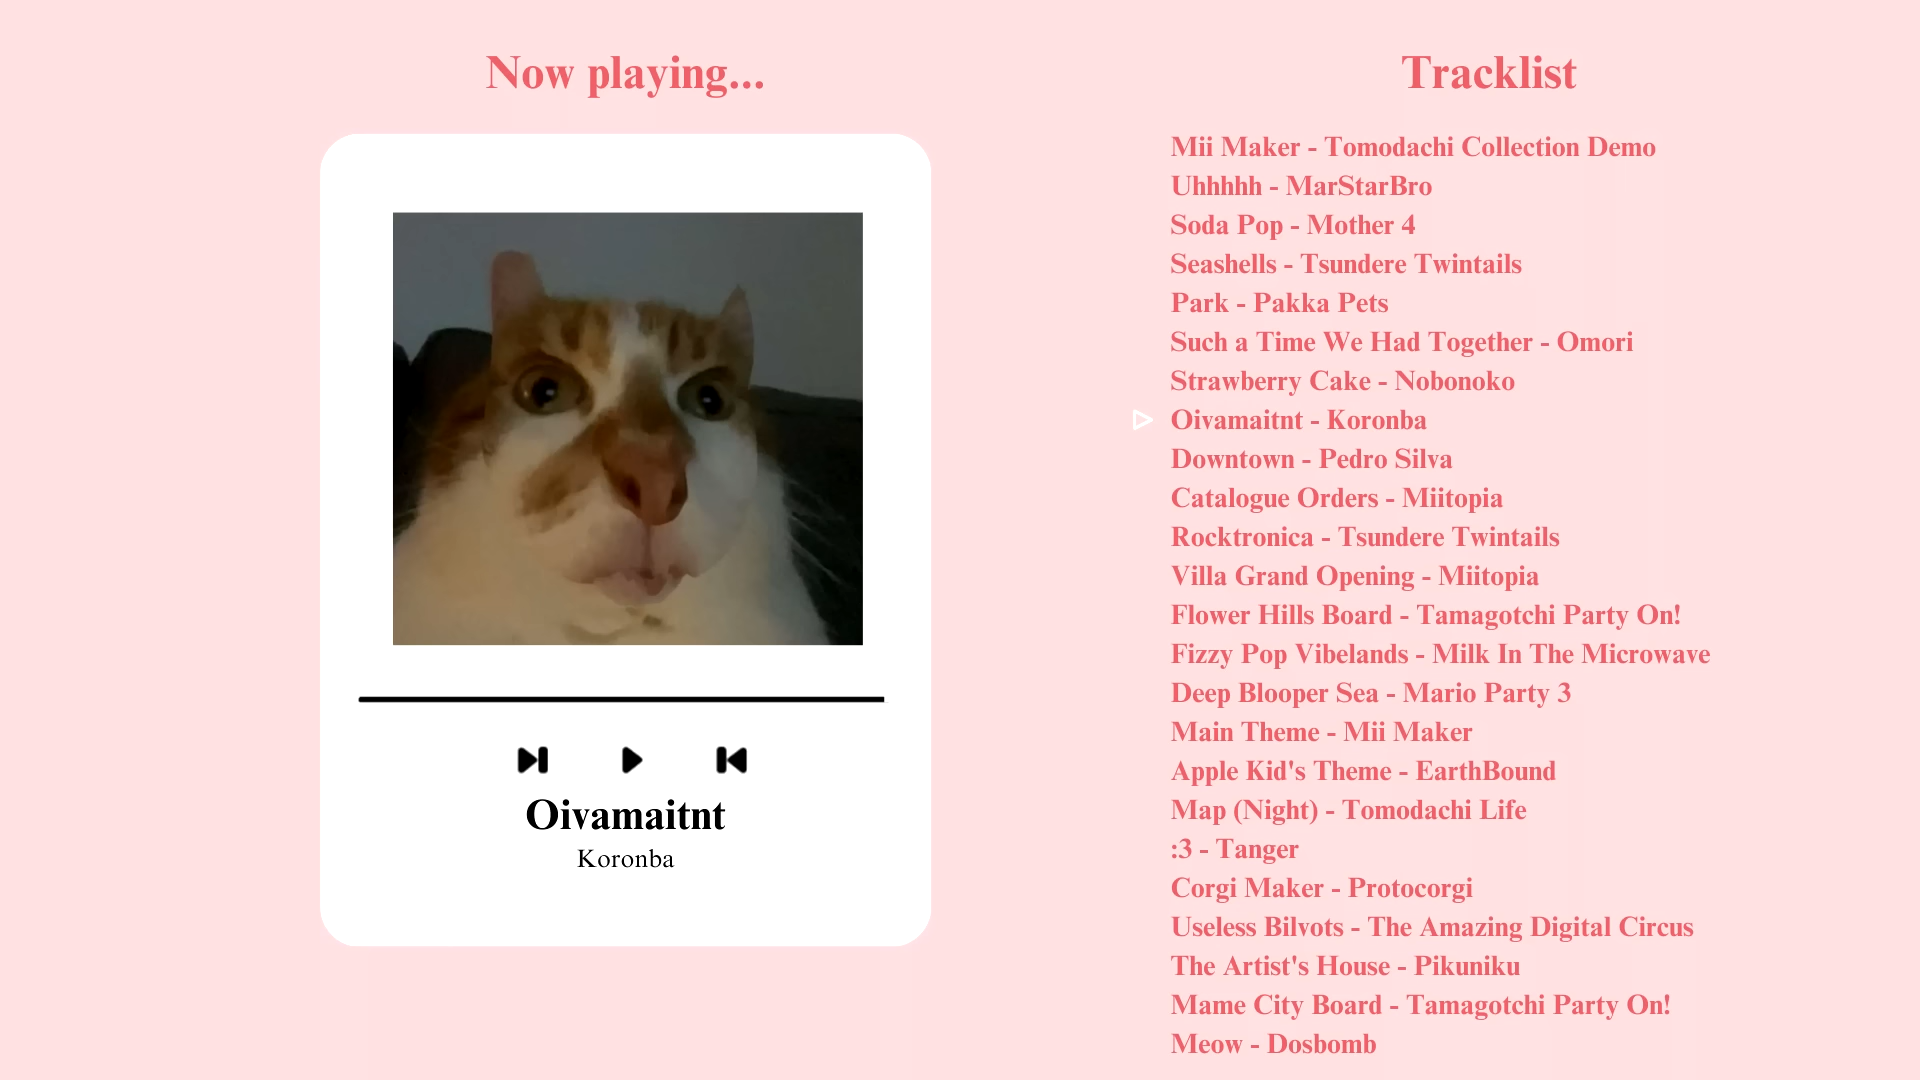 Now playing...
Oivamaitnt
Koronba
Tracklist
Mii Maker - Tomodachi Collection Demo
Uhhhhh - MarStarBro
Soda Pop - Mother 4
Seashells - Tsundere Twintails
Park - Pakka Pets
Such a Time We Had Together - Omori
Strawberry Cake - Nobonoko
Oivamaitnt - Koronba
Downtown - Pedro Silva
Catalogue Orders - Miitopia
Rocktronica - Tsundere Twintails
Villa Grand Opening - Miitopia
Flower Hills Board - Tamagotchi Party On!
Fizzy Pop Vibelands - Milk In The Microwave
Deep Blooper Sea - Mario Party 3
Main Theme - Mii Maker
Apple Kid's Theme - EarthBound
Map (Night) - Tomodachi Life
:3 - Tanger
Corgi Maker - Protocorgi
Useless Bilvots - The Amazing Digital Circus
The Artist's House - Pikuniku
Mame City Board - Tamagotchi Party On!
Meow - Dosbomb